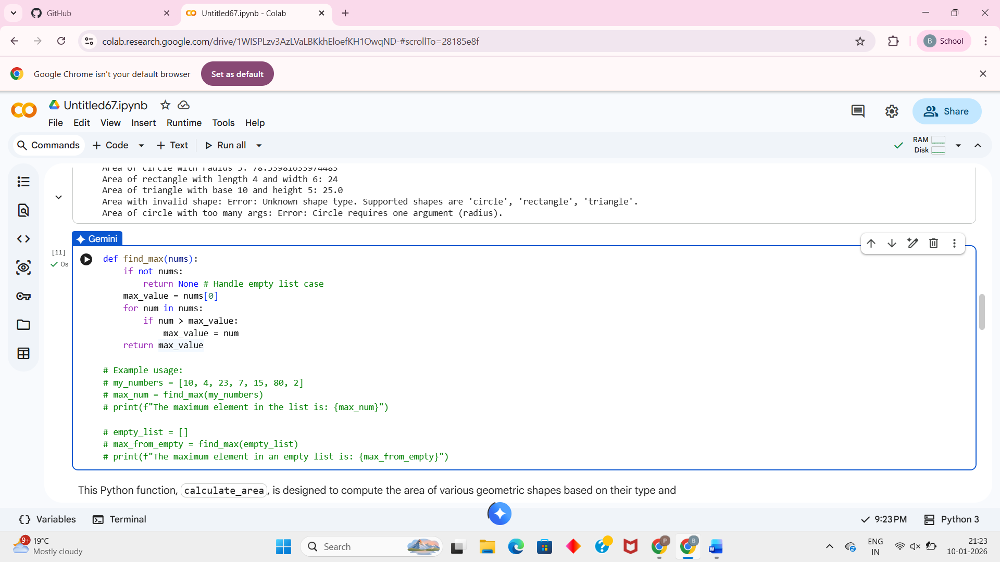 GitHub
Untitled67.ipynb - Colab
colab.research.google.com/drive/1WISPLzv3AzLVaLBKkhEloefKH1OwqND-#scrollTo=28185e8f
B School
Google Chrome isn't your default browser
Set as default
Untitled67.ipynb
File Edit View Insert Runtime Tools Help
Share
Commands + Code + Text Run all
RAM
Disk
Area of circle with radius 5: 78.53981633974483
Area of rectangle with length 4 and width 6: 24
Area of triangle with base 10 and height 5: 25.0
Area with invalid shape: Error: Unknown shape type. Supported shapes are 'circle', 'rectangle', 'triangle'.
Area of circle with too many args: Error: Circle requires one argument (radius).
Gemini
[11]
0s
def find_max(nums):
    if not nums:
        return None # Handle empty list case
    max_value = nums[0]
    for num in nums:
        if num > max_value:
            max_value = num
    return max_value
# Example usage:
# my_numbers = [10, 4, 23, 7, 15, 80, 2]
# max_num = find_max(my_numbers)
# print(f"The maximum element in the list is: {max_num}")
# empty_list = []
# max_from_empty = find_max(empty_list)
# print(f"The maximum element in an empty list is: {max_from_empty}")
This Python function, calculate_area, is designed to compute the area of various geometric shapes based on their type and
Variables
Terminal
9:23 PM
Python 3
9+
19°C
Mostly cloudy
Search
P
B
W
ENG
IN
21:23
10-01-2026